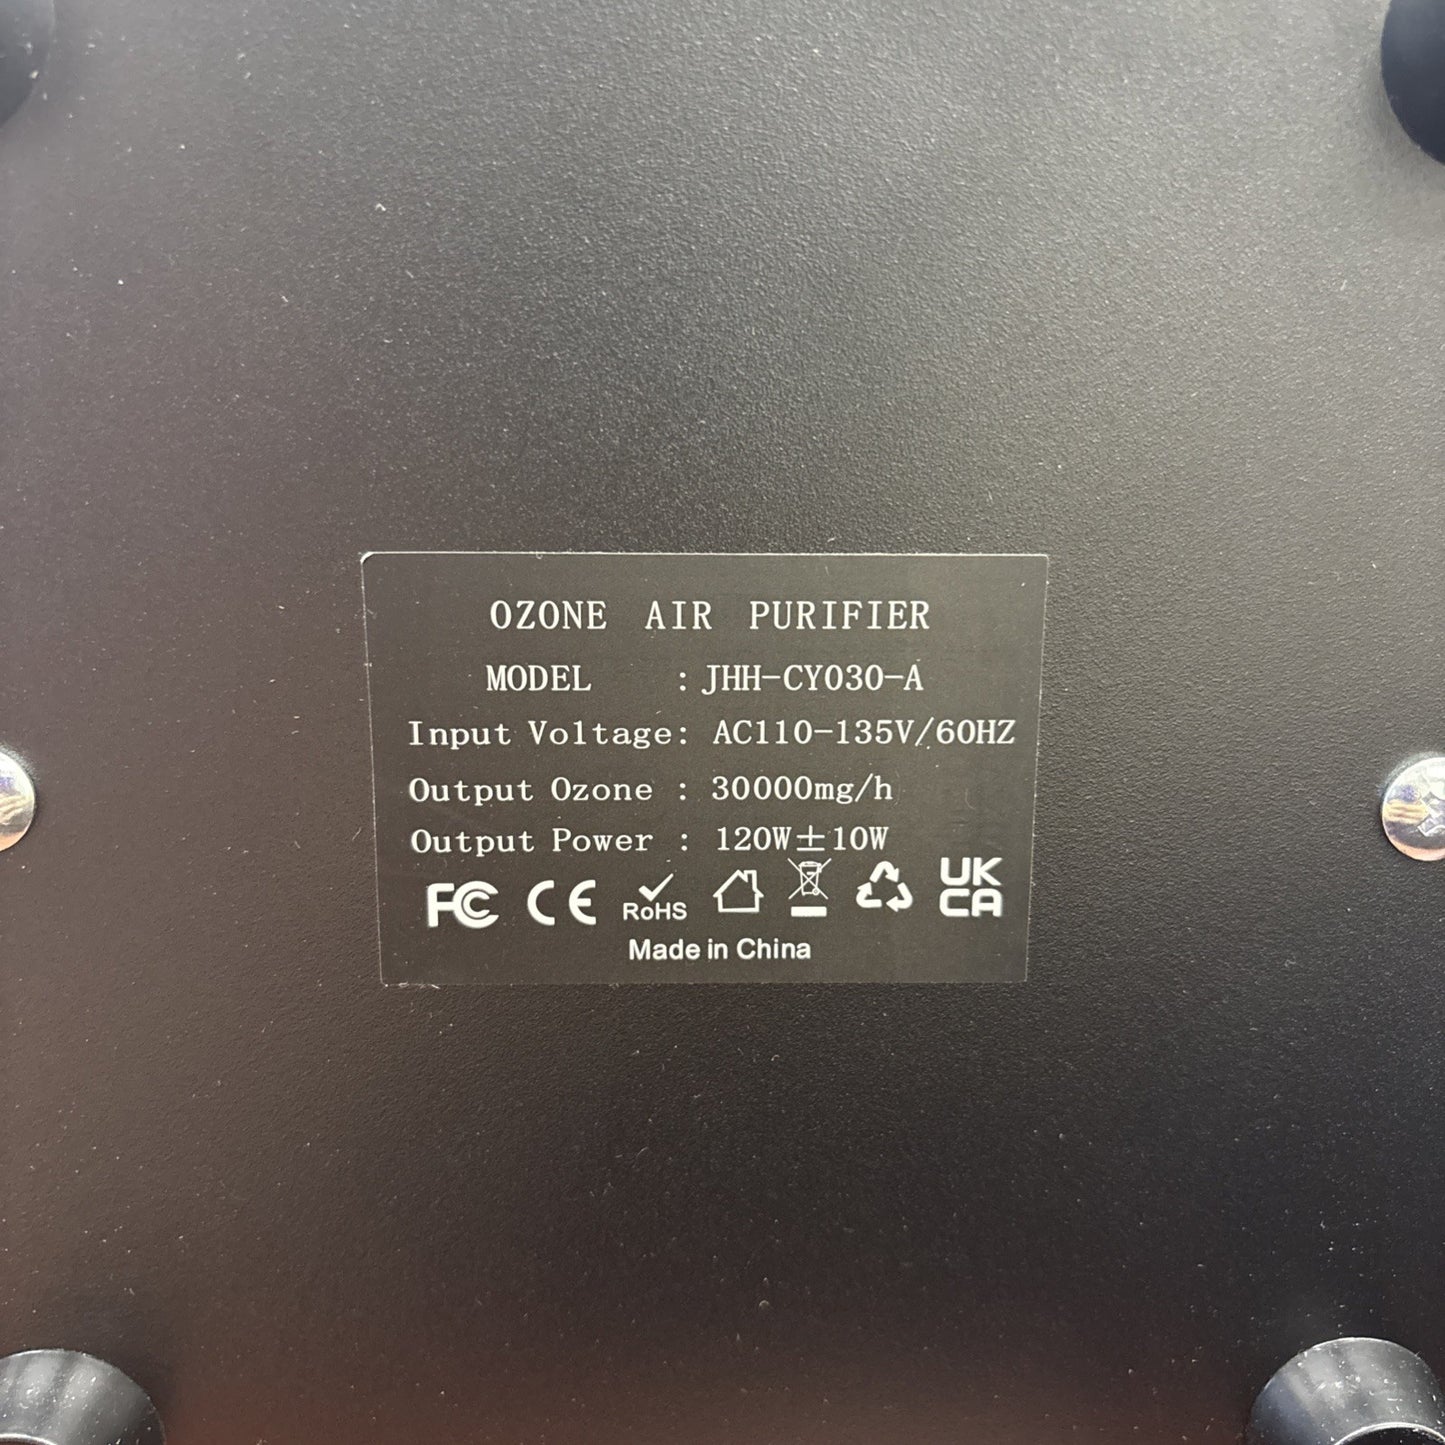 OZONE AIR PURIFIER
MODEL : JHH-CY030-A
Input Voltage: AC110-135V/60HZ
Output Ozone : 30000mg/h
Output Power : 120W±10W
FC CE RoHS UK CA
Made in China